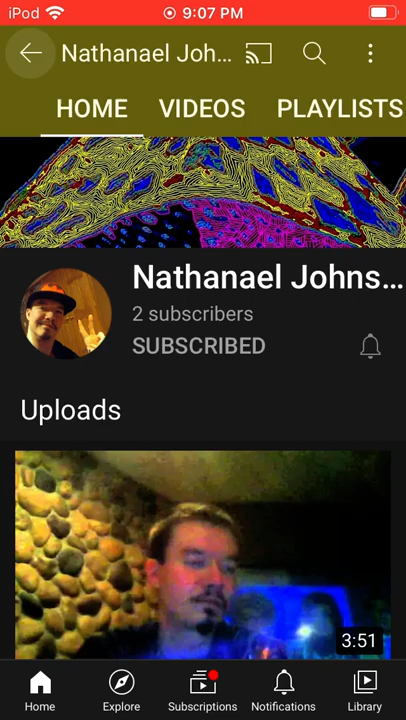 iPod 9:07 PM
Nathanael Joh...
HOME VIDEOS PLAYLISTS
Nathanael Johns...
2 subscribers
SUBSCRIBED
Uploads
3:51
Home Explore Subscriptions Notifications Library